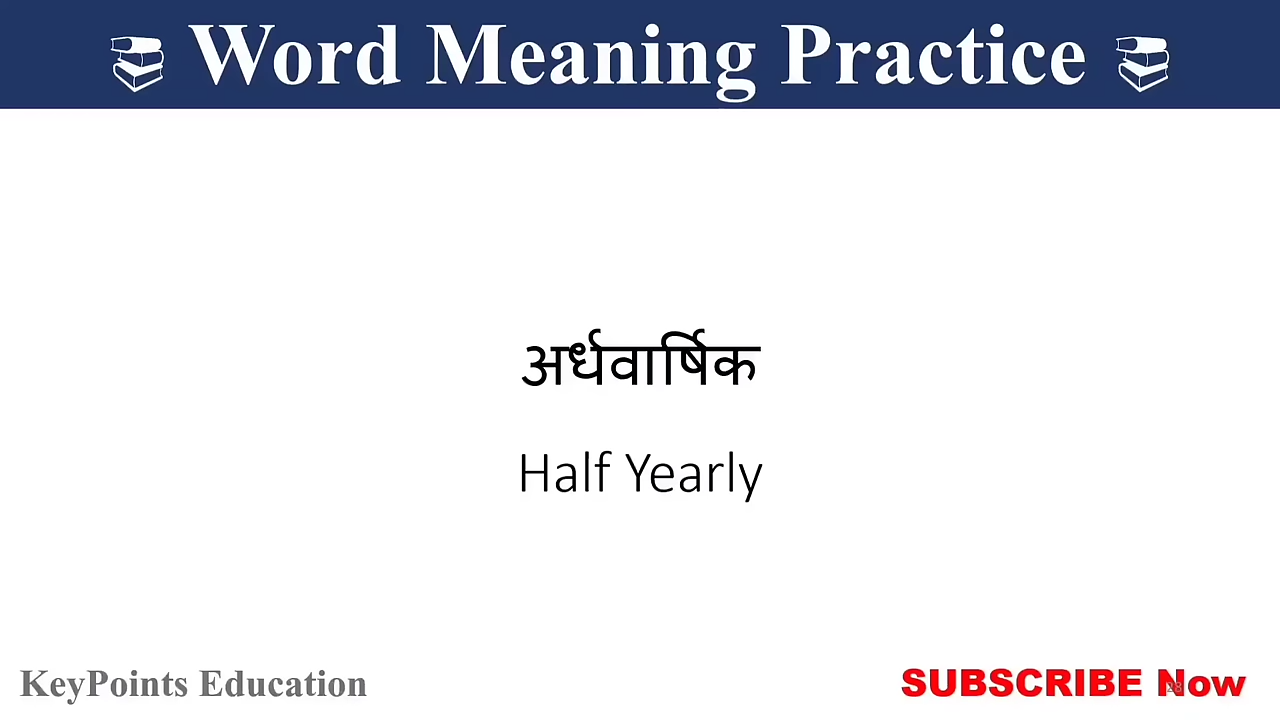 Word Meaning Practice
अर्धवार्षिक
Half Yearly
KeyPoints Education
SUBSCRIBE Now